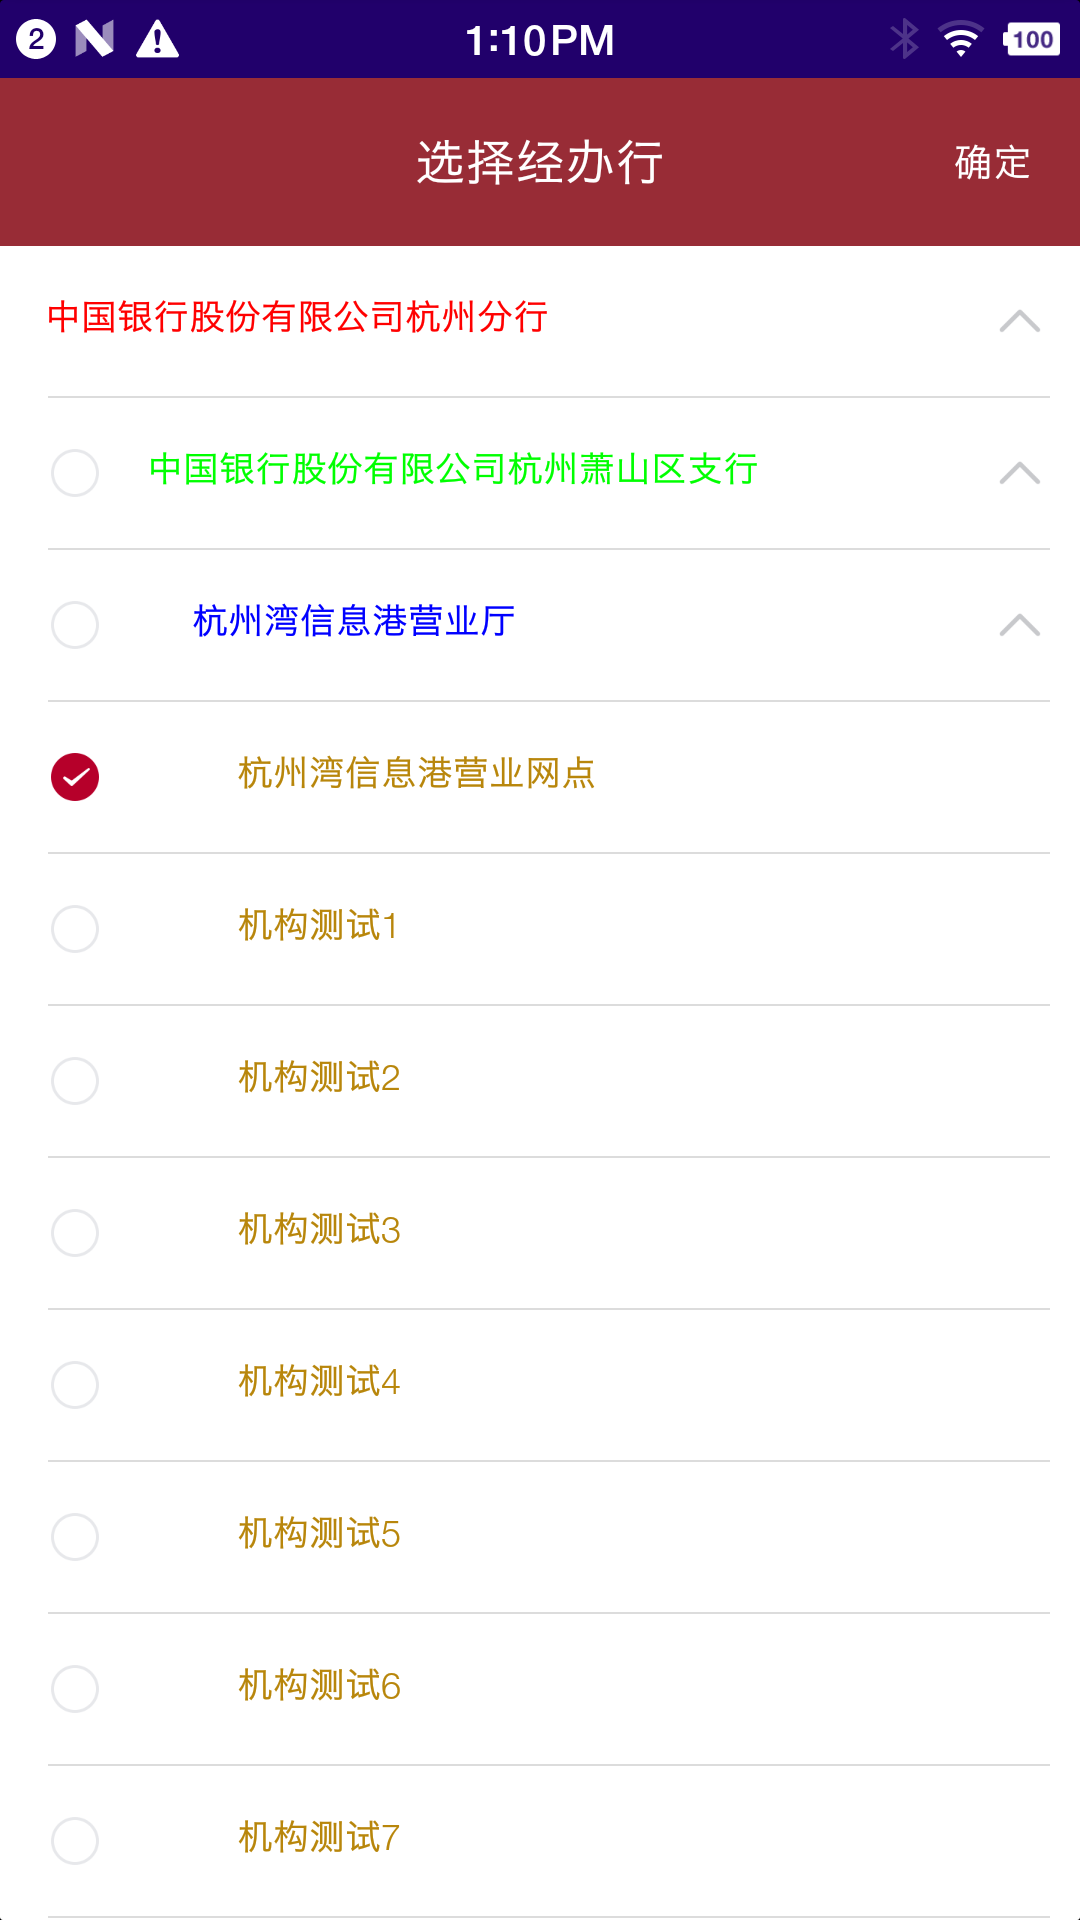 2 1:10PM 100
选择经办行 确定
中国银行股份有限公司杭州分行
中国银行股份有限公司杭州萧山区支行
杭州湾信息港营业厅
杭州湾信息港营业网点
机构测试1
机构测试2
机构测试3
机构测试4
机构测试5
机构测试6
机构测试7